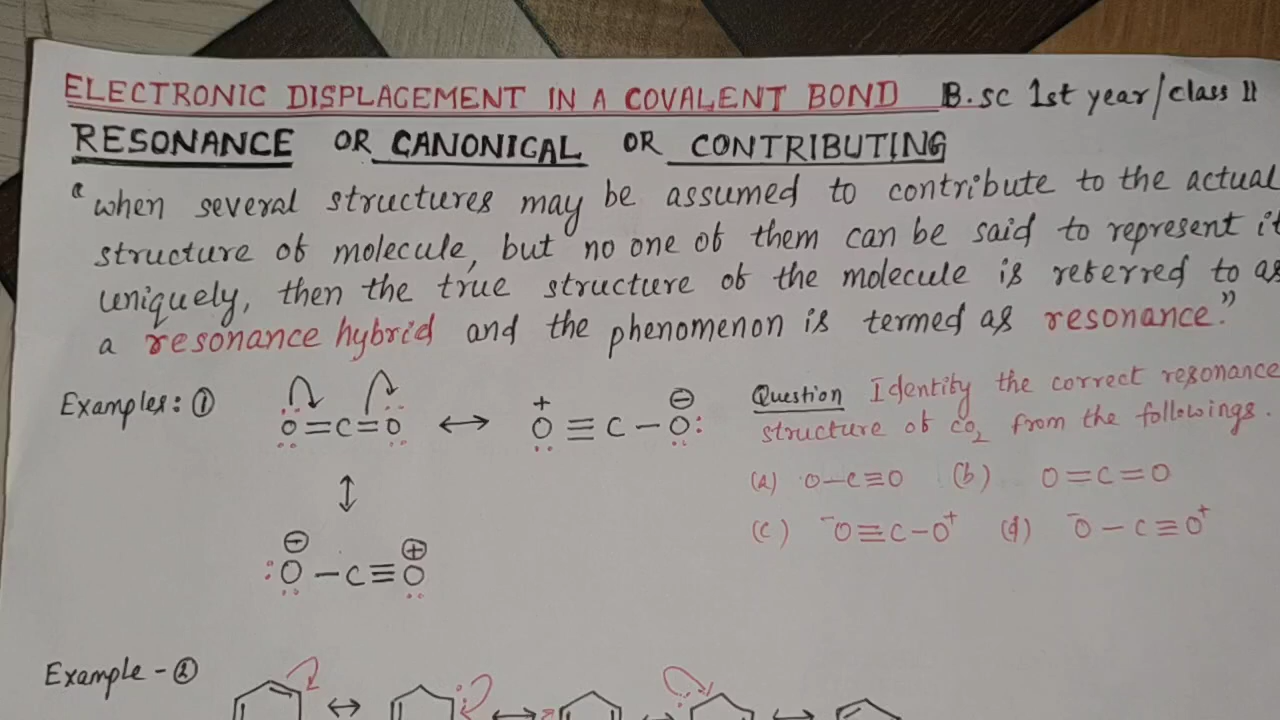 ELECTRONIC DISPLACEMENT IN A COVALENT BOND B.sc 1st year/class 11
RESONANCE OR CANONICAL OR CONTRIBUTING
"when several structures may be assumed to contribute to the actual
structure of molecule, but no one of them can be said to represent it
uniquely, then the true structure of the molecule is referred to as
a resonance hybrid and the phenomenon is termed as resonance."
Examples: ① O=C=O ↔ O⁺≡C-O⊖
↕
⊖O-C≡O⊕
Question Identity the correct resonance
structure of CO₂ from the followings.
(a) O-C≡O (b) O=C=O
(c) ⁻O≡C-O⁺ (d) ⁻O-C≡O⁺
Example-②